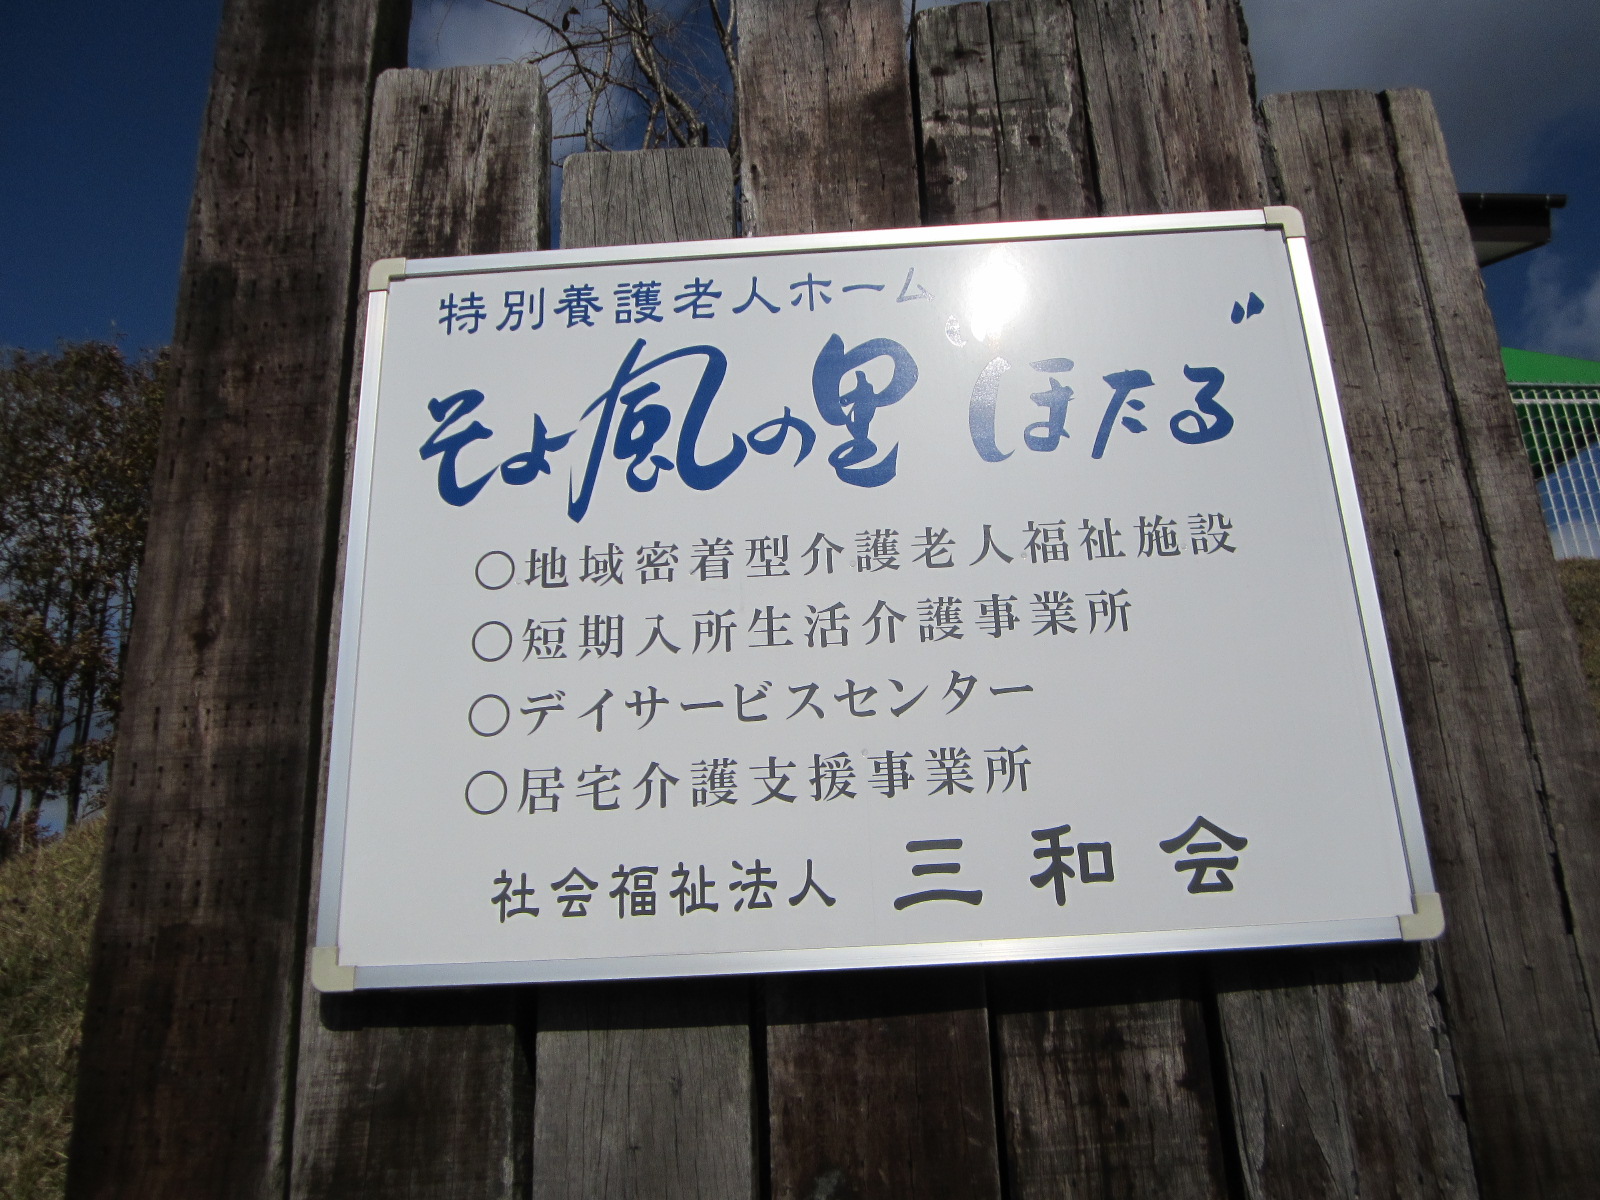 特別養護老人ホーム
そよ風の里 “ほたる”
○地域密着型介護老人福祉施設
○短期入所生活介護事業所
○デイサービスセンター
○居宅介護支援事業所
社会福祉法人 三和会